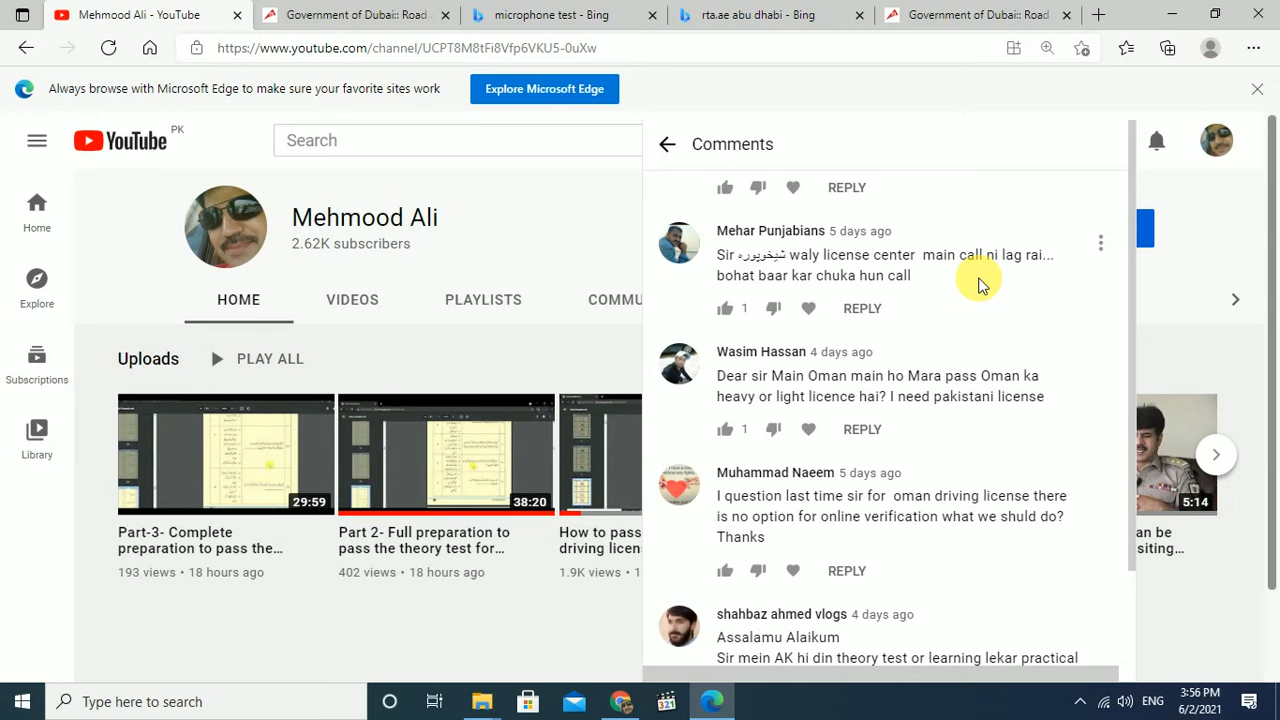 Mehmood Ali - YouTube
Government of Dubai:: Road
microphone test - Bing
rta.ae abu dhabi - Bing
Government of Dubai:: Road
https://www.youtube.com/channel/UCPT8M8tFi8Vfp6VKU5-0uXw
Always browse with Microsoft Edge to make sure your favorite sites work
Explore Microsoft Edge
YouTube PK
Search
Comments
REPLY
Home
Explore
Subscriptions
Library
Mehmood Ali
2.62K subscribers
HOME
VIDEOS
PLAYLISTS
COMMU
Uploads
PLAY ALL
29:59
38:20
5:14
Part-3- Complete
preparation to pass the...
193 views • 18 hours ago
Part 2- Full preparation to
pass the theory test for...
402 views • 18 hours ago
How to pass
driving licen
1.9K views • 1
an be
siting...
Mehar Punjabians 5 days ago
Sir شیخوپورہ waly license center main call ni lag rai...
bohat baar kar chuka hun call
1
REPLY
Wasim Hassan 4 days ago
Dear sir Main Oman main ho Mara pass Oman ka
heavy or light licence hai? I need pakistani license
1
REPLY
Muhammad Naeem 5 days ago
I question last time sir for oman driving license there
is no option for online verification what we shuld do?
Thanks
REPLY
shahbaz ahmed vlogs 4 days ago
Assalamu Alaikum
Sir mein AK hi din theory test or learning lekar practical
Type here to search
321
ENG
3:56 PM
6/2/2021